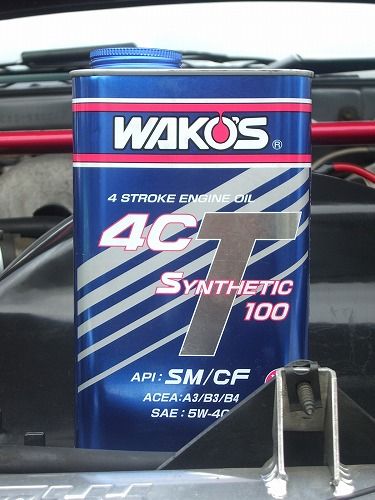 WAKO'S®
4 STROKE ENGINE OIL
4CT
SYNTHETIC
100
API: SM/CF
ACEA: A3/B3/B4
SAE: 5W-40